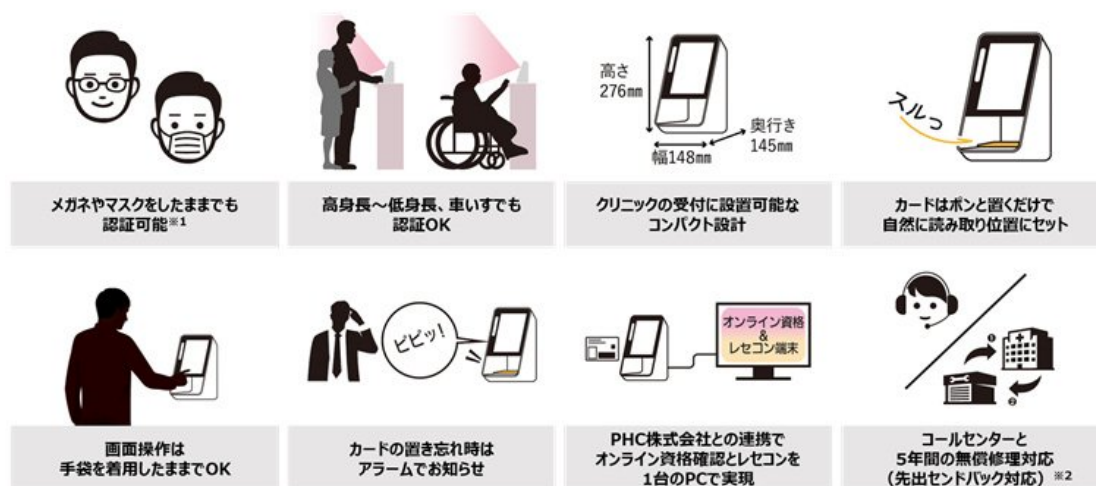 高さ
276㎜
幅148㎜
奥行き
145㎜
スルっ
メガネやマスクをしたままでも
認証可能※1
高身長～低身長、車いすでも
認証OK
クリニックの受付に設置可能な
コンパクト設計
カードはポンと置くだけで
自然に読み取り位置にセット
ピピッ!
オンライン資格
&
レセコン端末
❶
❷
画面操作は
手袋を着用したままでOK
カードの置き忘れ時は
アラームでお知らせ
PHC株式会社との連携で
オンライン資格確認とレセコンを
1台のPCで実現
コールセンターと
5年間の無償修理対応
(先出センドバック対応) ※2